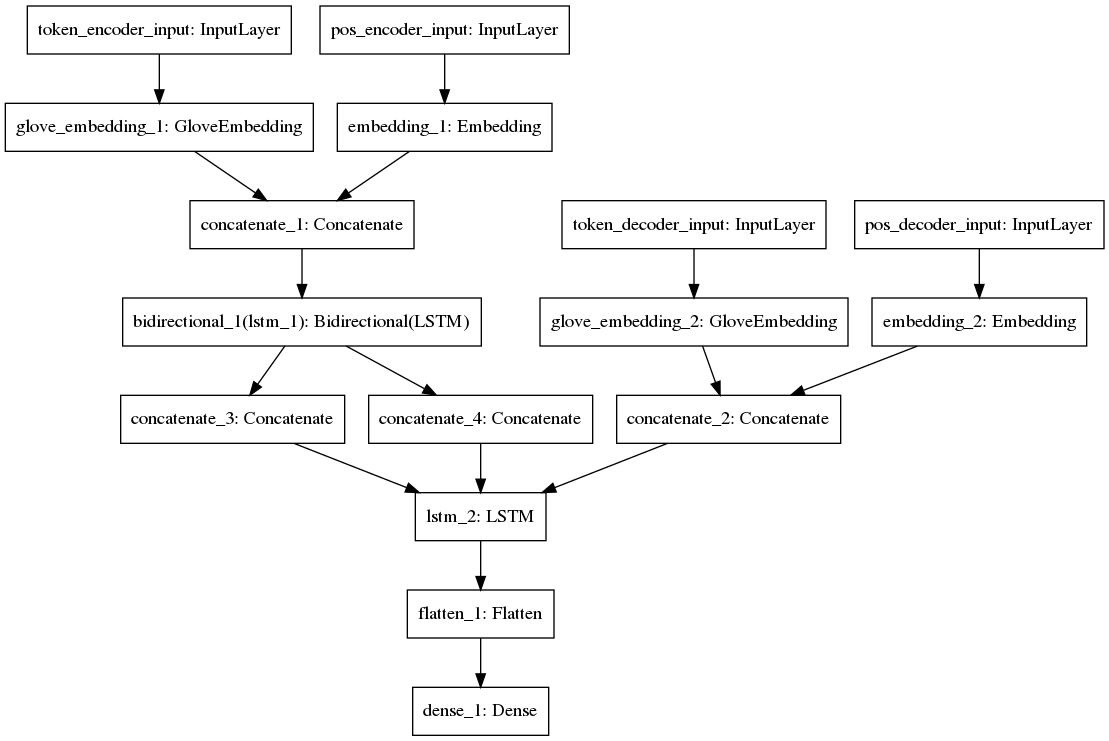 token_encoder_input: InputLayer
pos_encoder_input: InputLayer
glove_embedding_1: GloveEmbedding
embedding_1: Embedding
concatenate_1: Concatenate
token_decoder_input: InputLayer
pos_decoder_input: InputLayer
bidirectional_1(lstm_1): Bidirectional(LSTM)
glove_embedding_2: GloveEmbedding
embedding_2: Embedding
concatenate_3: Concatenate
concatenate_4: Concatenate
concatenate_2: Concatenate
lstm_2: LSTM
flatten_1: Flatten
dense_1: Dense